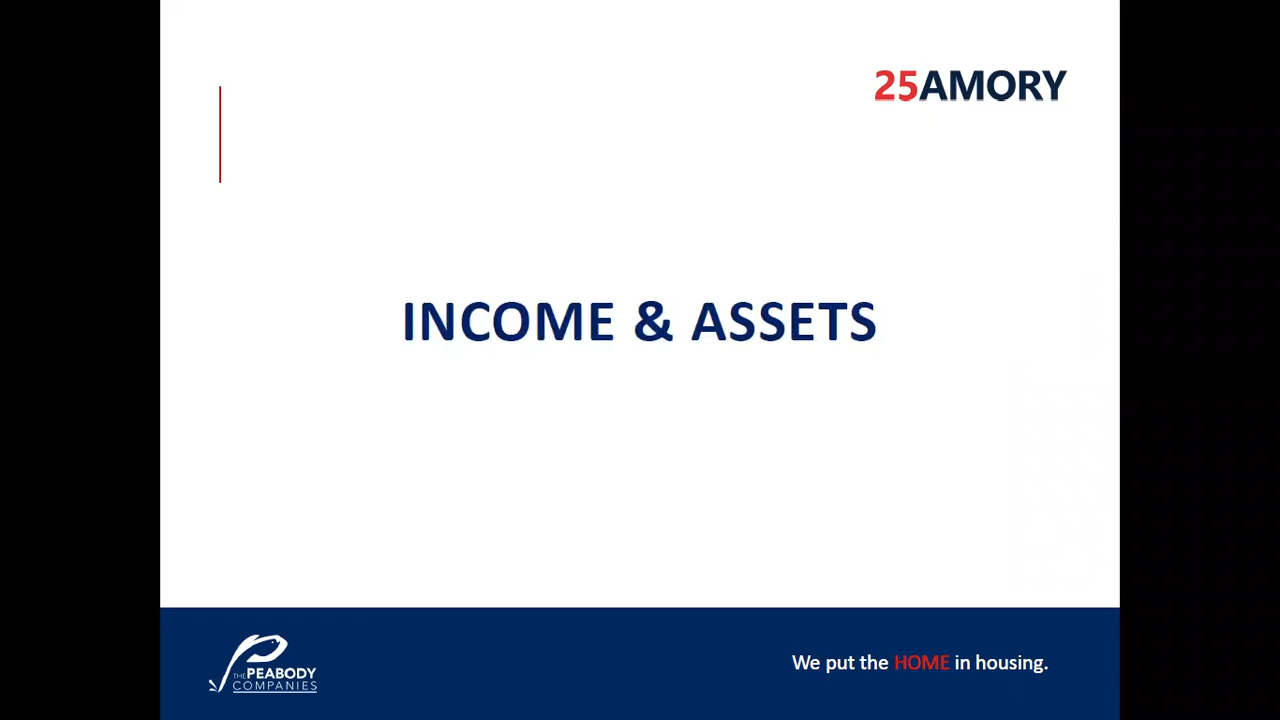 25AMORY
INCOME & ASSETS
THE PEABODY
COMPANIES
We put the HOME in housing.